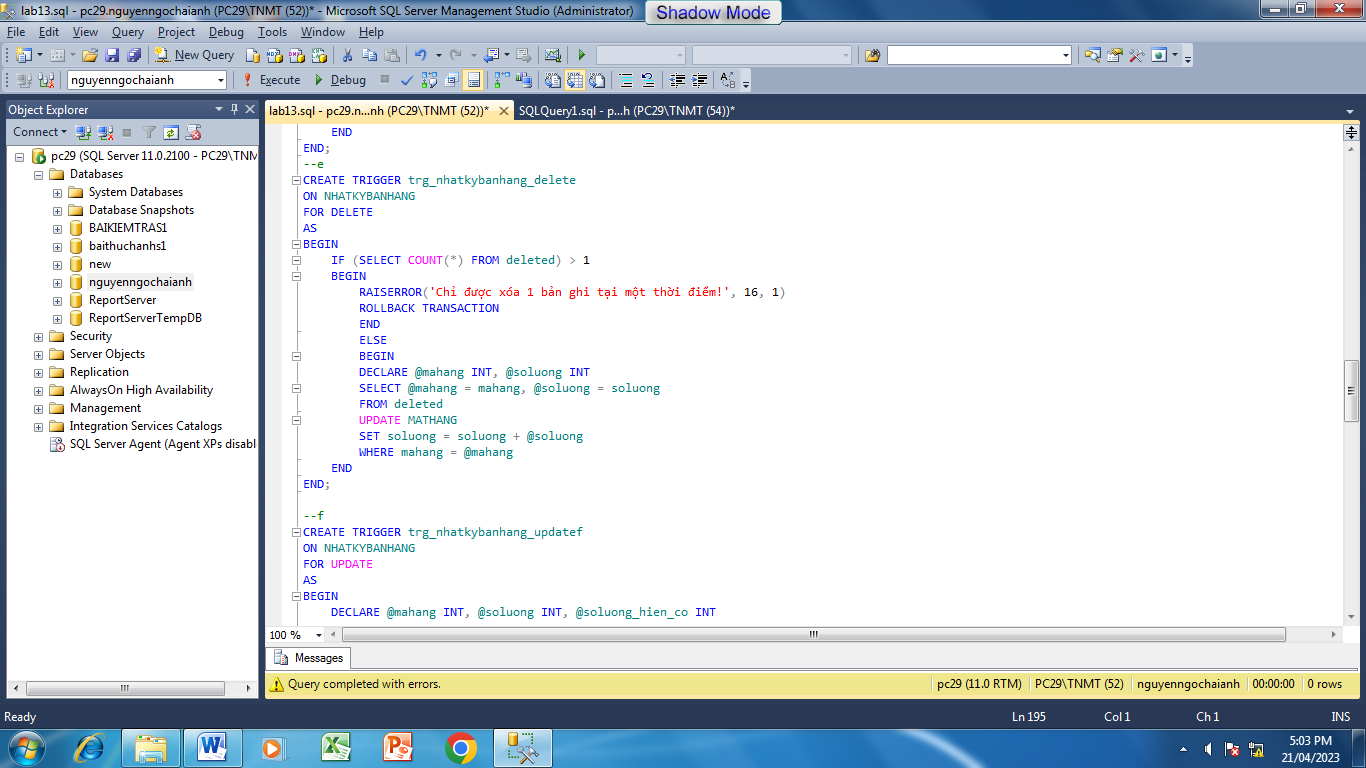 lab13.sql - pc29.nguyenngochaianh (PC29\TNMT (52))* - Microsoft SQL Server Management Studio (Administrator)
Shadow Mode
File Edit View Query Project Debug Tools Window Help
New Query
nguyenngochaianh
Execute
Debug
Object Explorer
Connect
pc29 (SQL Server 11.0.2100 - PC29\TNM
Databases
System Databases
Database Snapshots
BAIKIEMTRAS1
baithuchanhs1
new
nguyenngochaianh
ReportServer
ReportServerTempDB
Security
Server Objects
Replication
AlwaysOn High Availability
Management
Integration Services Catalogs
SQL Server Agent (Agent XPs disabl
lab13.sql - pc29.n...nh (PC29\TNMT (52))*
SQLQuery1.sql - p...h (PC29\TNMT (54))*
END
END;
--e
CREATE TRIGGER trg_nhatkybanhang_delete
ON NHATKYBANHANG
FOR DELETE
AS
BEGIN
IF (SELECT COUNT(*) FROM deleted) > 1
BEGIN
RAISERROR('Chỉ được xóa 1 bản ghi tại một thời điểm!', 16, 1)
ROLLBACK TRANSACTION
END
ELSE
BEGIN
DECLARE @mahang INT, @soluong INT
SELECT @mahang = mahang, @soluong = soluong
FROM deleted
UPDATE MATHANG
SET soluong = soluong + @soluong
WHERE mahang = @mahang
END
END;
--f
CREATE TRIGGER trg_nhatkybanhang_updatef
ON NHATKYBANHANG
FOR UPDATE
AS
BEGIN
DECLARE @mahang INT, @soluong INT, @soluong_hien_co INT
100 %
Messages
Query completed with errors.
pc29 (11.0 RTM)
PC29\TNMT (52)
nguyenngochaianh
00:00:00
0 rows
Ready
Ln 195
Col 1
Ch 1
INS
5:03 PM
21/04/2023